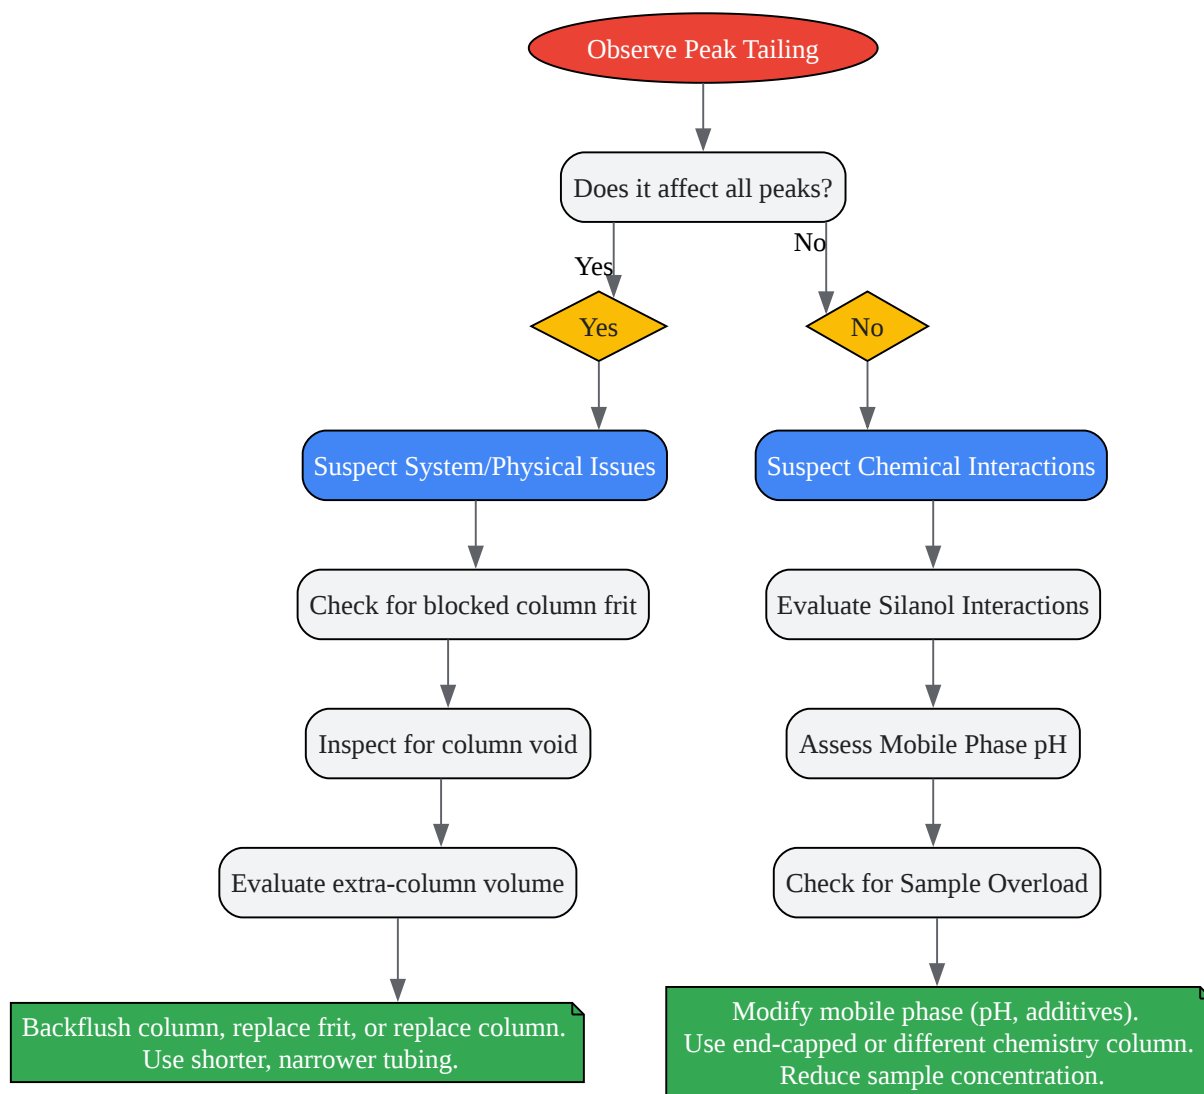 Observe Peak Tailing
Does it affect all peaks?
Yes
No
Yes
No
Suspect System/Physical Issues
Suspect Chemical Interactions
Check for blocked column frit
Evaluate Silanol Interactions
Inspect for column void
Assess Mobile Phase pH
Evaluate extra-column volume
Check for Sample Overload
Backflush column, replace frit, or replace column.
Use shorter, narrower tubing.
Modify mobile phase (pH, additives).
Use end-capped or different chemistry column.
Reduce sample concentration.